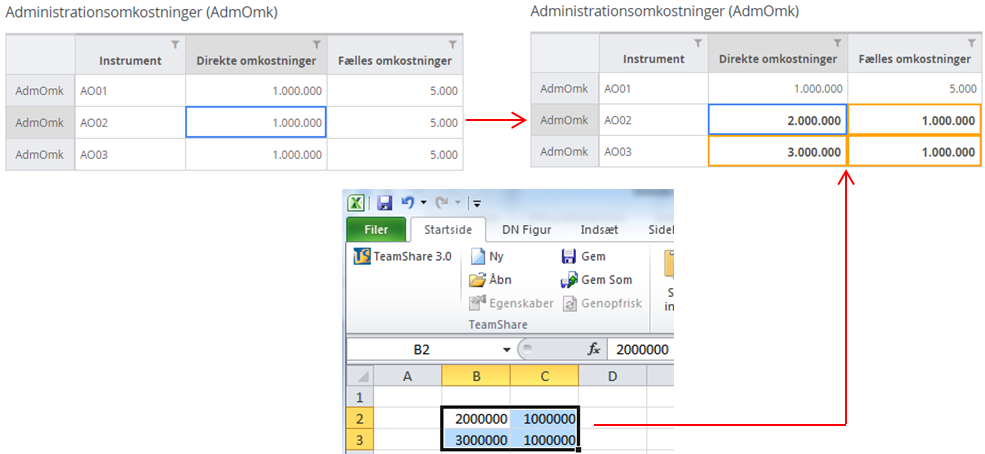 Administrationsomkostninger (AdmOmk)
Instrument Direkte omkostninger Fælles omkostninger
AdmOmk AO01 1.000.000 5.000
AdmOmk AO02 1.000.000 5.000
AdmOmk AO03 1.000.000 5.000
Administrationsomkostninger (AdmOmk)
Instrument Direkte omkostninger Fælles omkostninger
AdmOmk AO01 1.000.000 5.000
AdmOmk AO02 2.000.000 1.000.000
AdmOmk AO03 3.000.000 1.000.000
Filer Startside DN Figur Indsæt Sidel
TeamShare 3.0 Ny Gem
Åbn Gem Som S
Egenskaber Genopfrisk in
TeamShare
B2 fx 2000000
A B C D
1
2 2000000 1000000
3 3000000 1000000